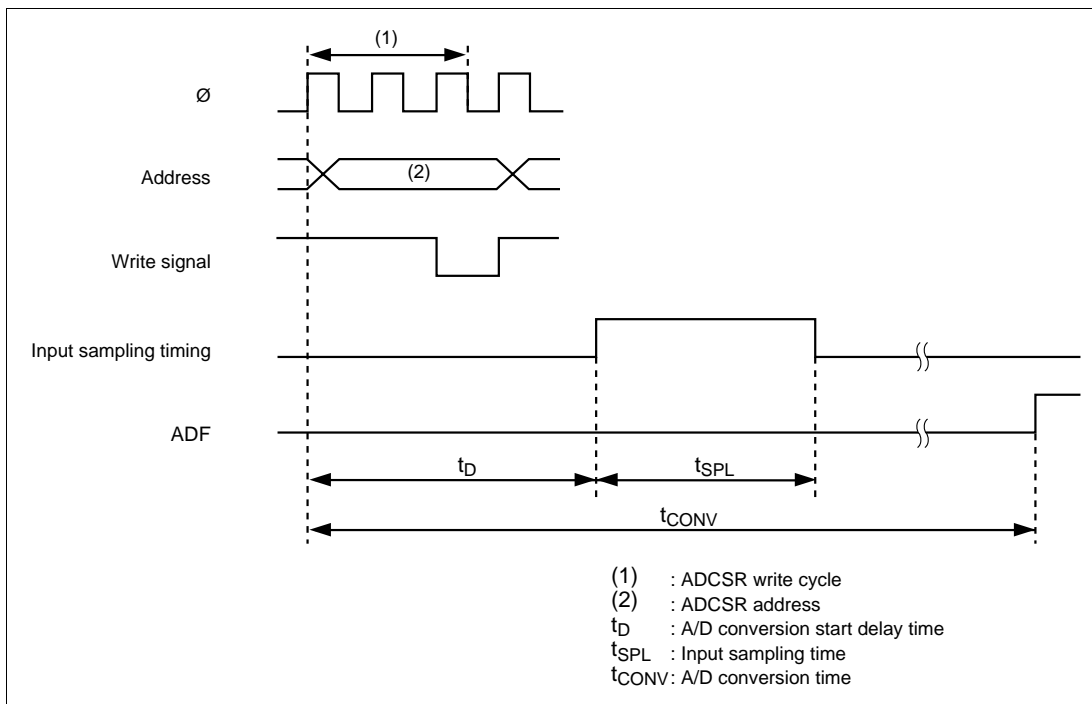 (1)
Ø
Address
(2)
Write signal
Input sampling timing
ADF
tD
tSPL
tCONV
(1) : ADCSR write cycle
(2) : ADCSR address
tD : A/D conversion start delay time
tSPL : Input sampling time
tCONV : A/D conversion time